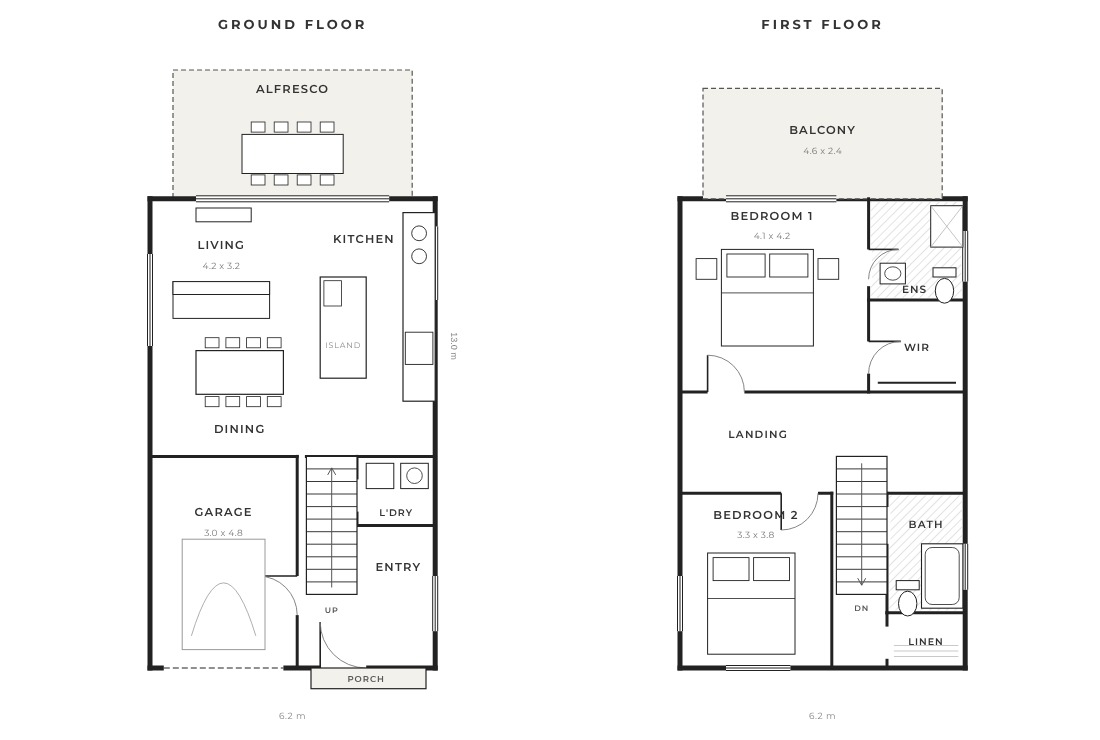 GROUND FLOOR
ALFRESCO
LIVING
4.2 x 3.2
KITCHEN
ISLAND
13.0 m
DINING
GARAGE
3.0 x 4.8
L'DRY
ENTRY
UP
PORCH
6.2 m
FIRST FLOOR
BALCONY
4.6 x 2.4
BEDROOM 1
4.1 x 4.2
ENS
WIR
LANDING
BEDROOM 2
3.3 x 3.8
BATH
DN
LINEN
6.2 m